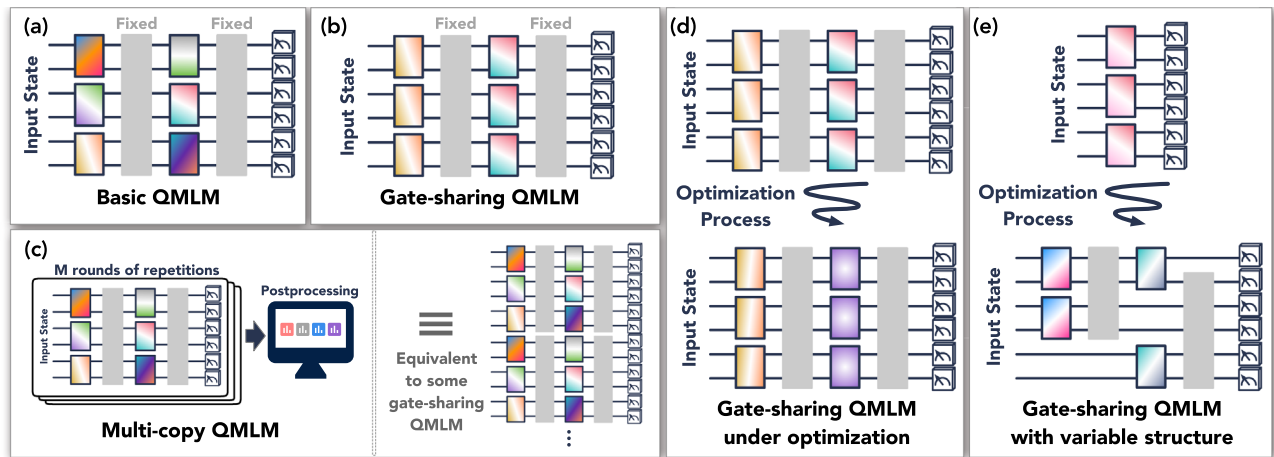 (a)
Fixed
Fixed
Input State
Basic QMLM
(b)
Fixed
Fixed
Input State
Gate-sharing QMLM
(c)
M rounds of repetitions
Input State
Postprocessing
Multi-copy QMLM
Equivalent
to some
gate-sharing
QMLM
(d)
Input State
Optimization
Process
Input State
Gate-sharing QMLM
under optimization
(e)
Input State
Optimization
Process
Input State
Gate-sharing QMLM
with variable structure